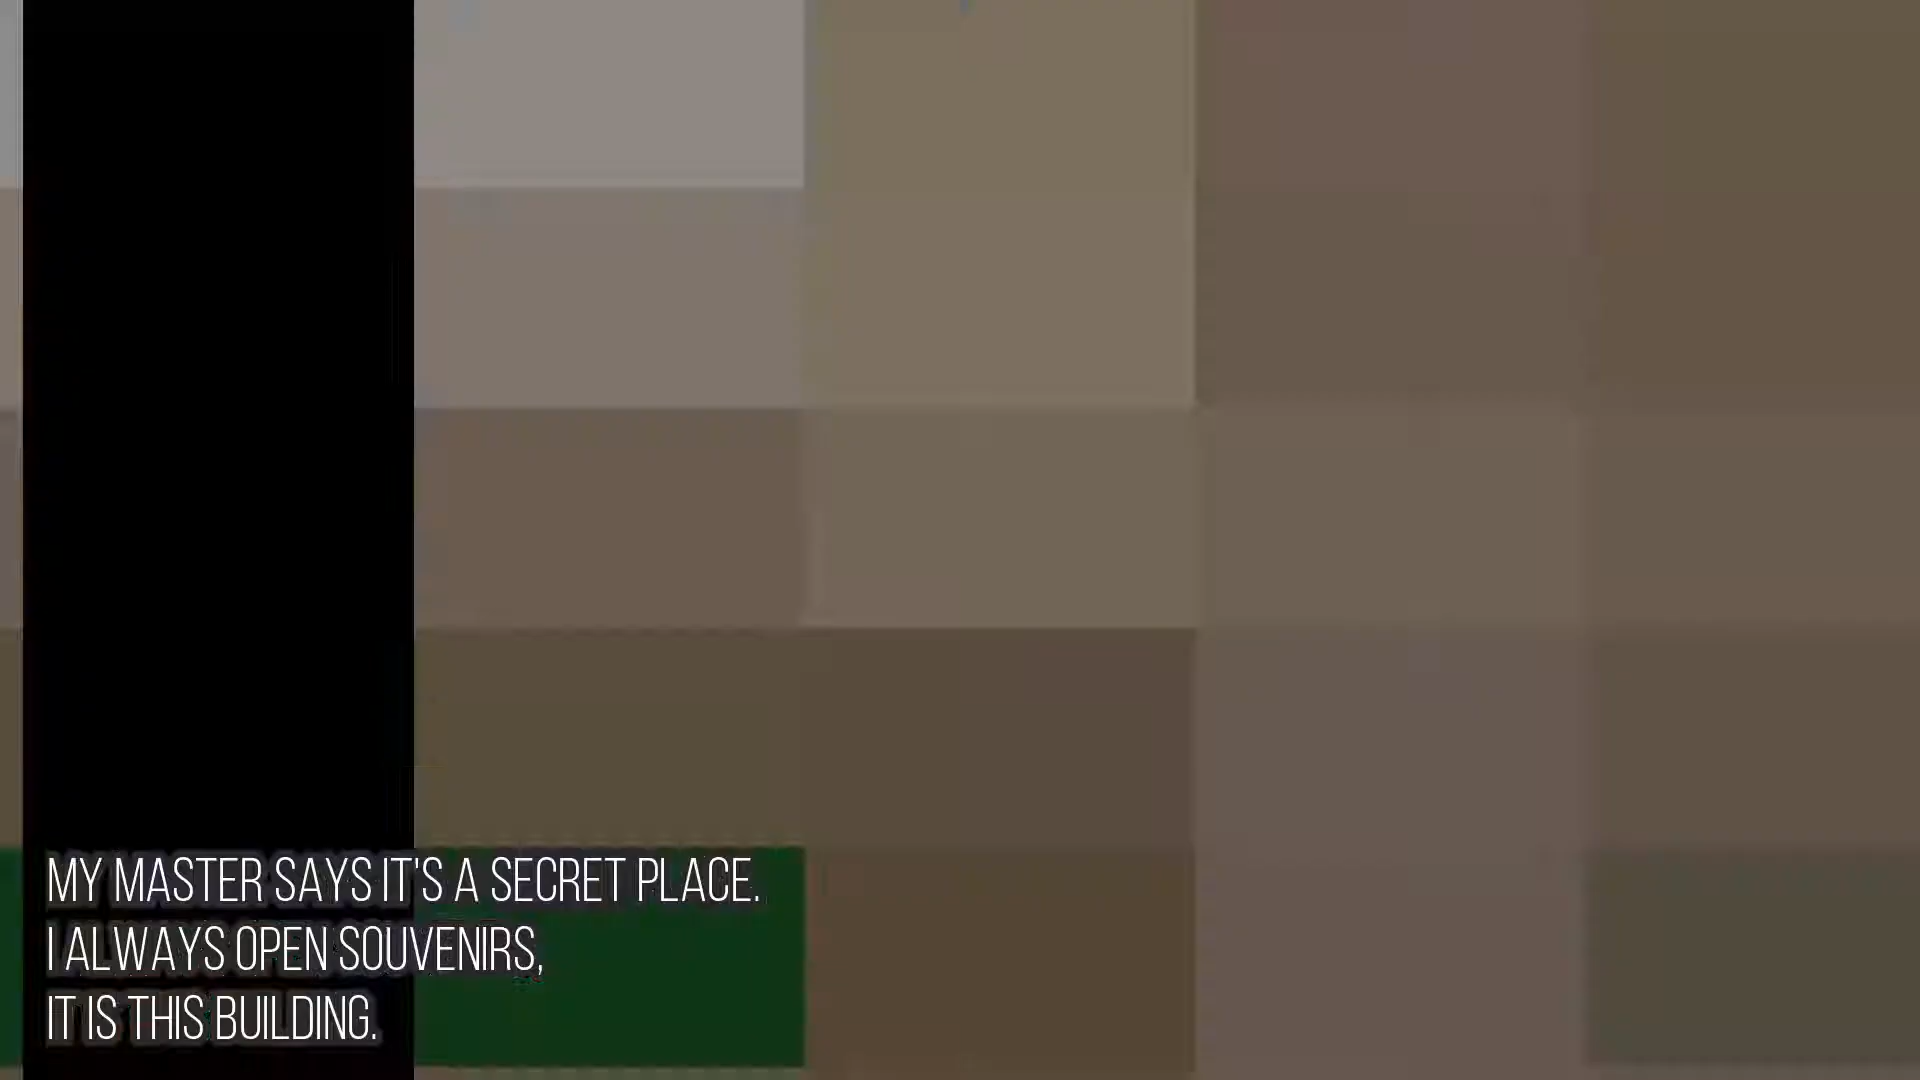 MY MASTER SAYS IT'S A SECRET PLACE.
I ALWAYS OPEN SOUVENIRS,
IT IS THIS BUILDING.